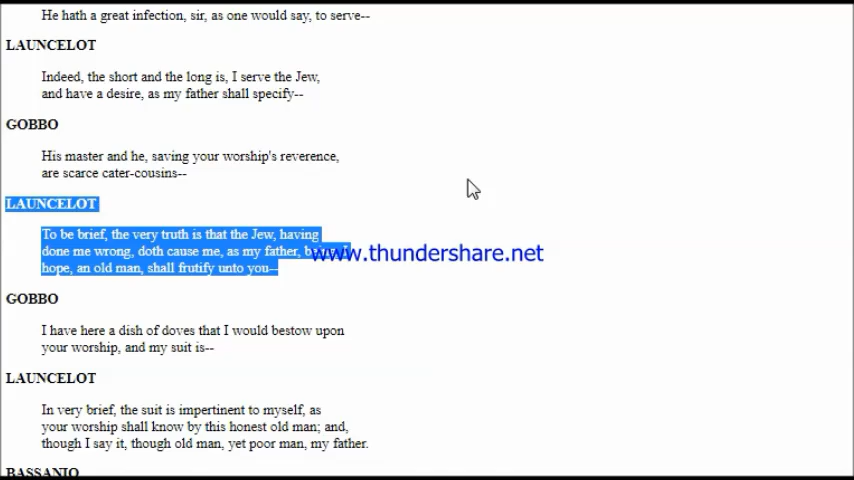 He hath a great infection, sir, as one would say, to serve--
LAUNCELOT
Indeed, the short and the long is, I serve the Jew,
and have a desire, as my father shall specify--
GOBBO
His master and he, saving your worship's reverence,
are scarce cater-cousins--
LAUNCELOT
To be brief, the very truth is that the Jew, having
done me wrong, doth cause me, as my father,
www.thundershare.net
hope, an old man, shall frutify unto you--
GOBBO
I have here a dish of doves that I would bestow upon
your worship, and my suit is--
LAUNCELOT
In very brief, the suit is impertinent to myself, as
your worship shall know by this honest old man; and,
though I say it, though old man, yet poor man, my father.
BASSANIO